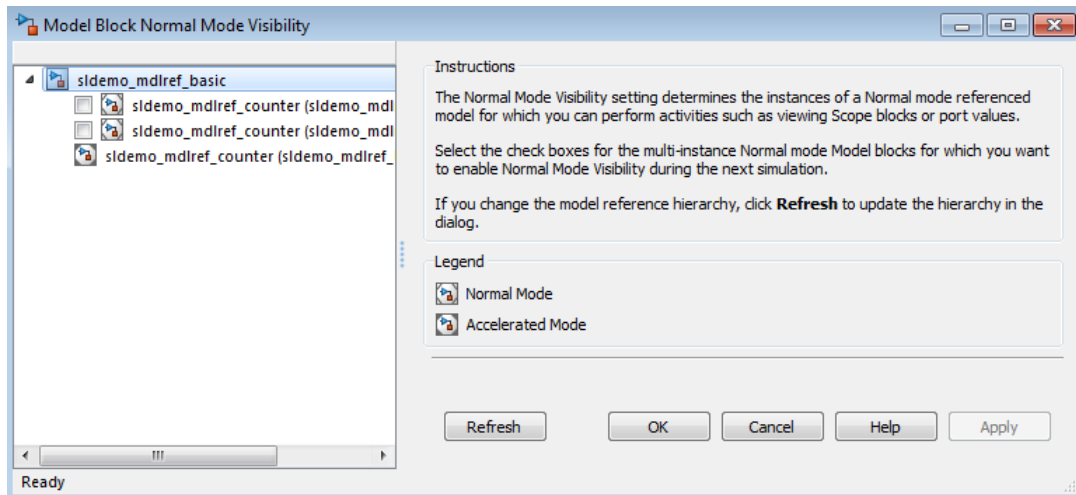 Model Block Normal Mode Visibility
sldemo_mdlref_basic
sldemo_mdlref_counter (sldemo_mdl
sldemo_mdlref_counter (sldemo_mdl
sldemo_mdlref_counter (sldemo_mdlref_
Ready
Instructions
The Normal Mode Visibility setting determines the instances of a Normal mode referenced
model for which you can perform activities such as viewing Scope blocks or port values.
Select the check boxes for the multi-instance Normal mode Model blocks for which you want
to enable Normal Mode Visibility during the next simulation.
If you change the model reference hierarchy, click Refresh to update the hierarchy in the
dialog.
Legend
Normal Mode
Accelerated Mode
Refresh OK Cancel Help Apply